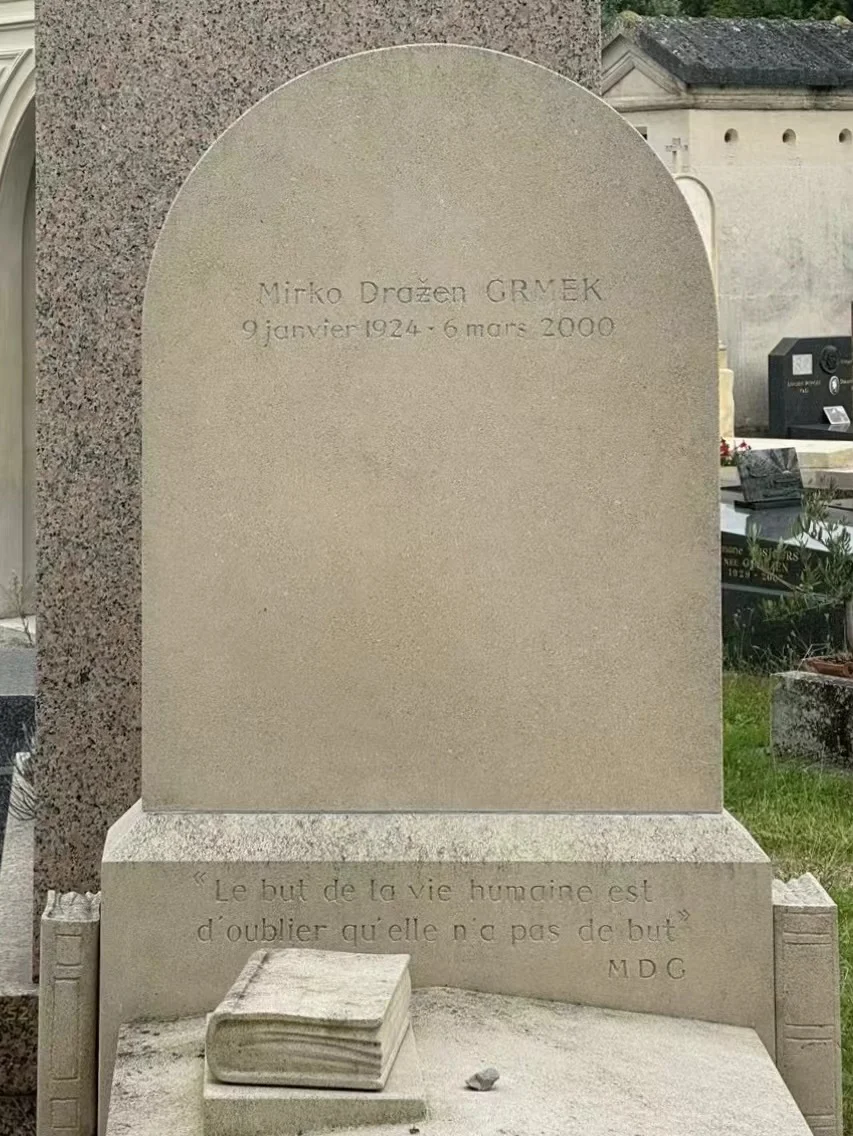 Mirko Dražen GRMEK
9 janvier 1924 - 6 mars 2000
«Le but de la vie humaine est
d'oublier qu'elle n'a pas de but»
MDG